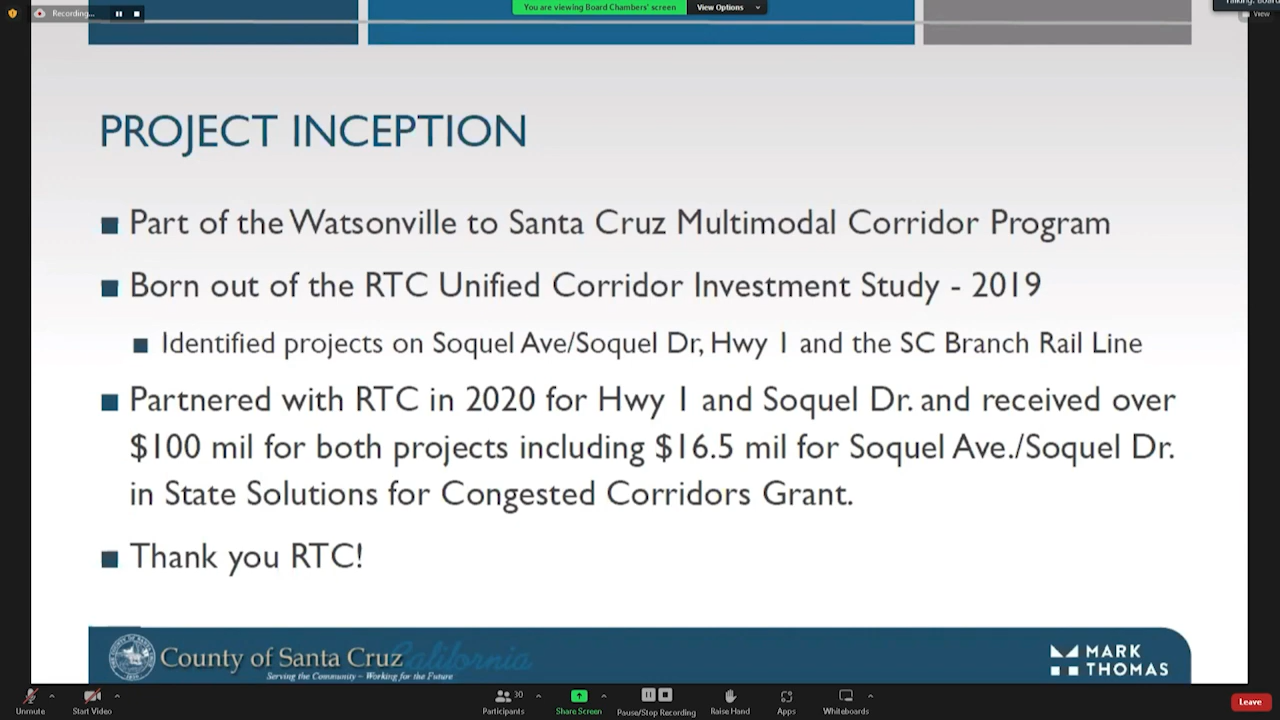 Recording...
You are viewing Board Chambers' screen
View Options
View
PROJECT INCEPTION
Part of the Watsonville to Santa Cruz Multimodal Corridor Program
Born out of the RTC Unified Corridor Investment Study - 2019
Identified projects on Soquel Ave/Soquel Dr, Hwy 1 and the SC Branch Rail Line
Partnered with RTC in 2020 for Hwy 1 and Soquel Dr. and received over
$100 mil for both projects including $16.5 mil for Soquel Ave./Soquel Dr.
in State Solutions for Congested Corridors Grant.
Thank you RTC!
County of Santa Cruz California
Serving the Community – Working for the Future
MARK
THOMAS
Unmute
Start Video
30
Participants
Share Screen
Pause/Stop Recording
Raise Hand
Apps
Whiteboards
Leave